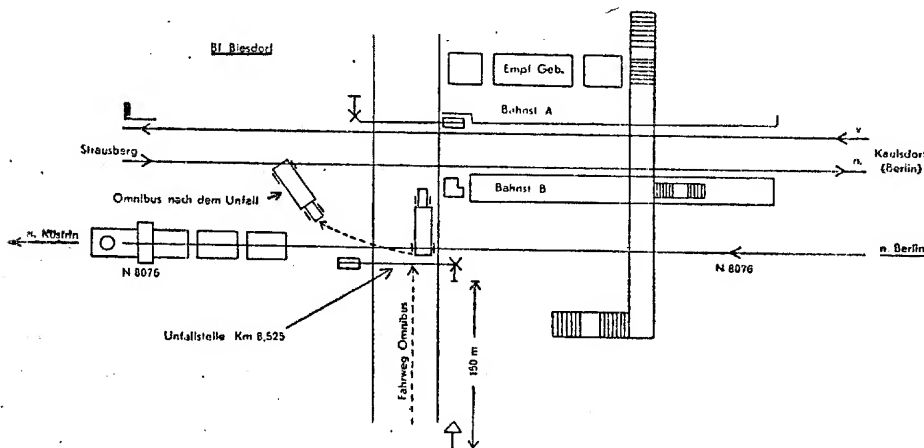 Bf Biesdorf
Empf Geb.
Bahnst A
v
Strausberg
n.
Kaulsdorf
(Berlin)
Bahnst B
Omnibus nach dem Unfall
n. Küstrin
n. Berlin
N 8076
N 8076
Unfallstelle Km 8,525
Fahrweg Omnibus
150 m